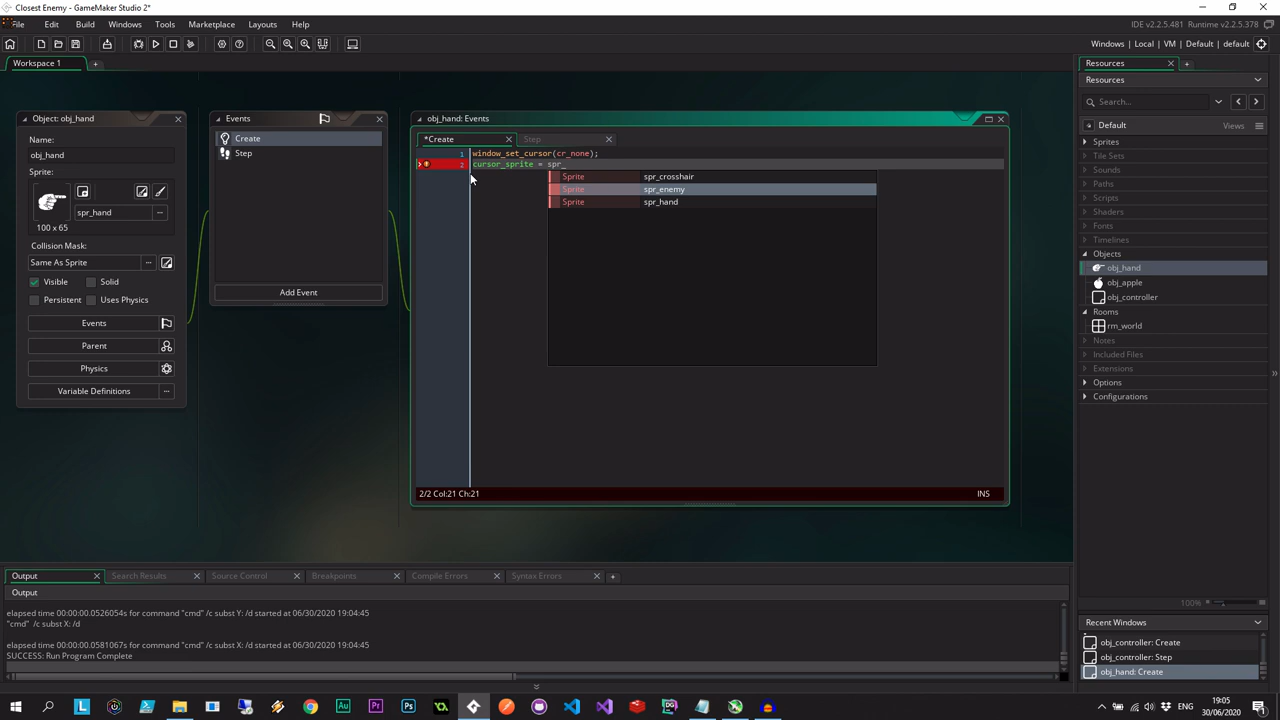 Closest Enemy - GameMaker Studio 2*
File Edit Build Windows Tools Marketplace Layouts Help
IDE v2.2.5.481 Runtime v2.2.5.378
Windows | Local | VM | Default | default
Workspace 1
Resources
Resources
Search...
Default
Views
Sprites
Tile Sets
Sounds
Paths
Scripts
Shaders
Fonts
Timelines
Objects
obj_hand
obj_apple
obj_controller
Rooms
rm_world
Notes
Included Files
Extensions
Options
Configurations
100%
Recent Windows
obj_controller: Create
obj_controller: Step
obj_hand: Create
Object: obj_hand
Name:
obj_hand
Sprite:
spr_hand
100 x 65
Collision Mask:
Same As Sprite
Visible Solid
Persistent Uses Physics
Events
Parent
Physics
Variable Definitions
Events
Create
Step
Add Event
obj_hand: Events
*Create Step
1 window_set_cursor(cr_none);
2 cursor_sprite = spr_
Sprite spr_crosshair
Sprite spr_enemy
Sprite spr_hand
2/2 Col:21 Ch:21 INS
Output Search Results Source Control Breakpoints Compile Errors Syntax Errors
Output
elapsed time 00:00:00.0526054s for command "cmd" /c subst Y: /d started at 06/30/2020 19:04:45
"cmd" /c subst X: /d
elapsed time 00:00:00.0581067s for command "cmd" /c subst X: /d started at 06/30/2020 19:04:45
SUCCESS: Run Program Complete
ENG
19:05
30/06/2020